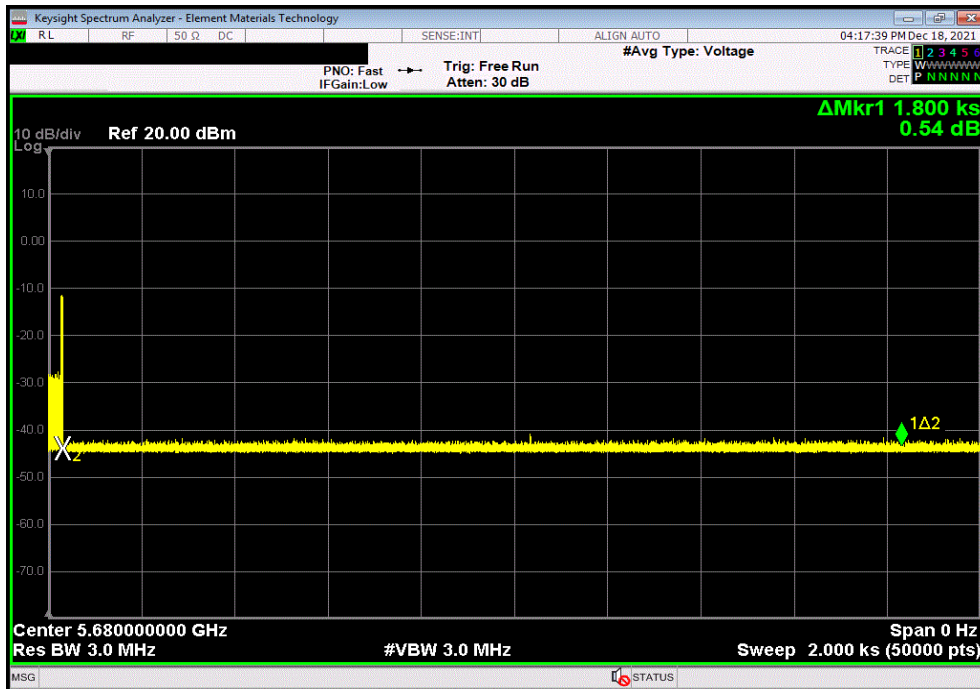 Keysight Spectrum Analyzer - Element Materials Technology
LXI RL RF 50 Ω DC SENSE:INT ALIGN AUTO 04:17:39 PM Dec 18, 2021
#Avg Type: Voltage TRACE 1 2 3 4 5 6
PNO: Fast Trig: Free Run TYPE WWWWWW
IFGain:Low Atten: 30 dB DET P N N N N N
ΔMkr1 1.800 ks
10 dB/div Ref 20.00 dBm 0.54 dB
Log
10.0
0.00
-10.0
-20.0
-30.0
-40.0
1Δ2
2
-50.0
-60.0
-70.0
Center 5.680000000 GHz Span 0 Hz
Res BW 3.0 MHz #VBW 3.0 MHz Sweep 2.000 ks (50000 pts)
MSG STATUS